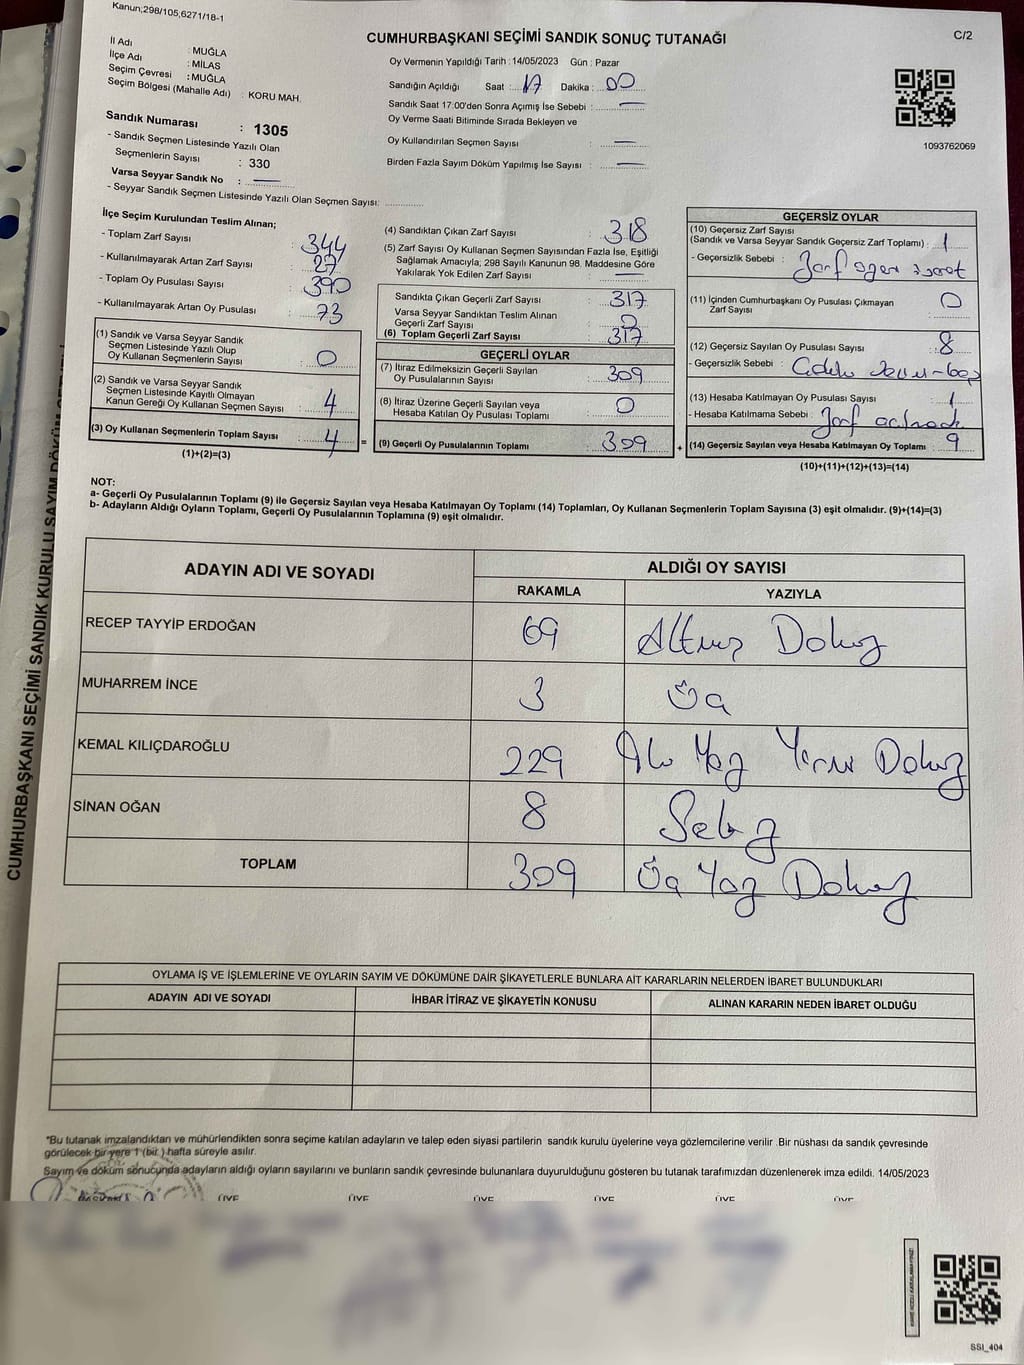 Kanun;298/105,6271/18-1
CUMHURBAŞKANI SEÇİMİ SANDIK SONUÇ TUTANAĞI
C/2
İl Adı : MUĞLA
İlçe Adı : MİLAS
Seçim Çevresi : MUĞLA
Seçim Bölgesi (Mahalle Adı) : KORU MAH.
Sandık Numarası : 1305
- Sandık Seçmen Listesinde Yazılı Olan
Seçmenlerin Sayısı : 330
Varsa Seyyar Sandık No :
- Seyyar Sandık Seçmen Listesinde Yazılı Olan Seçmen Sayısı:
Oy Vermenin Yapıldığı Tarih :14/05/2023 Gün : Pazar
Sandığın Açıldığı Saat : 17 Dakika : 00
Sandık Saat 17:00'den Sonra Açımış İse Sebebi :
Oy Verme Saati Bitiminde Sırada Bekleyen ve
Oy Kullandırılan Seçmen Sayısı :
Birden Fazla Sayım Döküm Yapılmış İse Sayısı :
1093762069
İlçe Seçim Kurulundan Teslim Alınan;
- Toplam Zarf Sayısı : 344
- Kullanılmayarak Artan Zarf Sayısı : 27
- Toplam Oy Pusulası Sayısı : 390
- Kullanılmayarak Artan Oy Pusulası : 73
(1) Sandık ve Varsa Seyyar Sandık
Seçmen Listesinde Yazılı Olup
Oy Kullanan Seçmenlerin Sayısı : 0
(2) Sandık ve Varsa Seyyar Sandık
Seçmen Listesinde Kayıtlı Olmayan
Kanun Gereği Oy Kullanan Seçmen Sayısı : 4
(3) Oy Kullanan Seçmenlerin Toplam Sayısı : 4 =
(1)+(2)=(3)
(4) Sandıktan Çıkan Zarf Sayısı : 318
(5) Zarf Sayısı Oy Kullanan Seçmen Sayısından Fazla İse, Eşitliği
Sağlamak Amacıyla, 298 Sayılı Kanunun 98. Maddesine Göre
Yakılarak Yok Edilen Zarf Sayısı :
Sandıkta Çıkan Geçerli Zarf Sayısı : 317
Varsa Seyyar Sandıktan Teslim Alınan
Geçerli Zarf Sayısı : 0
(6) Toplam Geçerli Zarf Sayısı : 317
GEÇERLİ OYLAR
(7) İtiraz Edilmeksizin Geçerli Sayılan
Oy Pusulalarının Sayısı : 309
(8) İtiraz Üzerine Geçerli Sayılan veya
Hesaba Katılan Oy Pusulası Toplamı : 0
(9) Geçerli Oy Pusulalarının Toplamı : 309 +
GEÇERSİZ OYLAR
(10) Geçersiz Zarf Sayısı
(Sandık ve Varsa Seyyar Sandık Geçersiz Zarf Toplamı) : 1
- Geçersizlik Sebebi : Zarf üzeri işaret
(11) İçinden Cumhurbaşkanı Oy Pusulası Çıkmayan
Zarf Sayısı : 0
(12) Geçersiz Sayılan Oy Pusulası Sayısı : 8
- Geçersizlik Sebebi :
(13) Hesaba Katılmayan Oy Pusulası Sayısı : 1
- Hesaba Katılmama Sebebi : Zarf
(14) Geçersiz Sayılan veya Hesaba Katılmayan Oy Toplamı : 9
(10)+(11)+(12)+(13)=(14)
NOT:
a- Geçerli Oy Pusulalarının Toplamı (9) ile Geçersiz Sayılan veya Hesaba Katılmayan Oy Toplamı (14) Toplamları, Oy Kullanan Seçmenlerin Toplam Sayısına (3) eşit olmalıdır. (9)+(14)=(3)
b- Adayların Aldığı Oyların Toplamı, Geçerli Oy Pusulalarının Toplamına (9) eşit olmalıdır.
ADAYIN ADI VE SOYADI ALDIĞI OY SAYISI
RAKAMLA YAZIYLA
RECEP TAYYİP ERDOĞAN 69 Altmış Dokuz
MUHARREM İNCE 3 Üç
KEMAL KILIÇDAROĞLU 229 İki Yüz Yirmi Dokuz
SİNAN OĞAN 8 Sekiz
TOPLAM 309 Üç Yüz Dokuz
OYLAMA İŞ VE İŞLEMLERİNE VE OYLARIN SAYIM VE DÖKÜMÜNE DAİR ŞİKAYETLERLE BUNLARA AİT KARARLARIN NELERDEN İBARET BULUNDUKLARI
ADAYIN ADI VE SOYADI İHBAR İTİRAZ VE ŞİKAYETİN KONUSU ALINAN KARARIN NEDEN İBARET OLDUĞU
*Bu tutanak imzalandıktan ve mühürlendikten sonra seçime katılan adayların ve talep eden siyasi partilerin sandık kurulu üyelerine veya gözlemcilerine verilir .Bir nüshası da sandık çevresinde
görülecek bir yere 1 (bir ) hafta süreyle asılır.
Sayım ve döküm sonucunda adayların aldığı oyların sayılarını ve bunların sandık çevresinde bulunanlara duyurulduğunu gösteren bu tutanak tarafımızdan düzenlenerek imza edildi. 14/05/2023
BAŞKAN ÜYE ÜYE ÜYE ÜYE ÜYE ÜYE
SSI_404